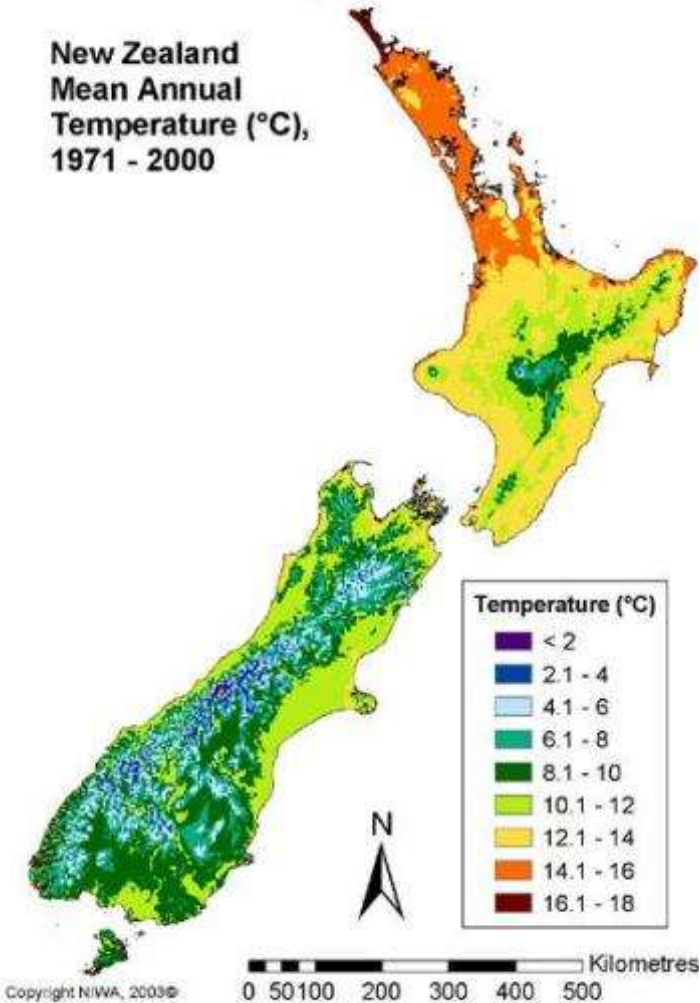 New Zealand
Mean Annual
Temperature (°C),
1971 - 2000
Temperature (°C)
< 2
2.1 - 4
4.1 - 6
6.1 - 8
8.1 - 10
10.1 - 12
12.1 - 14
14.1 - 16
16.1 - 18
N
Kilometres
0 50 100 200 300 400 500
Copyright NIWA, 2003©